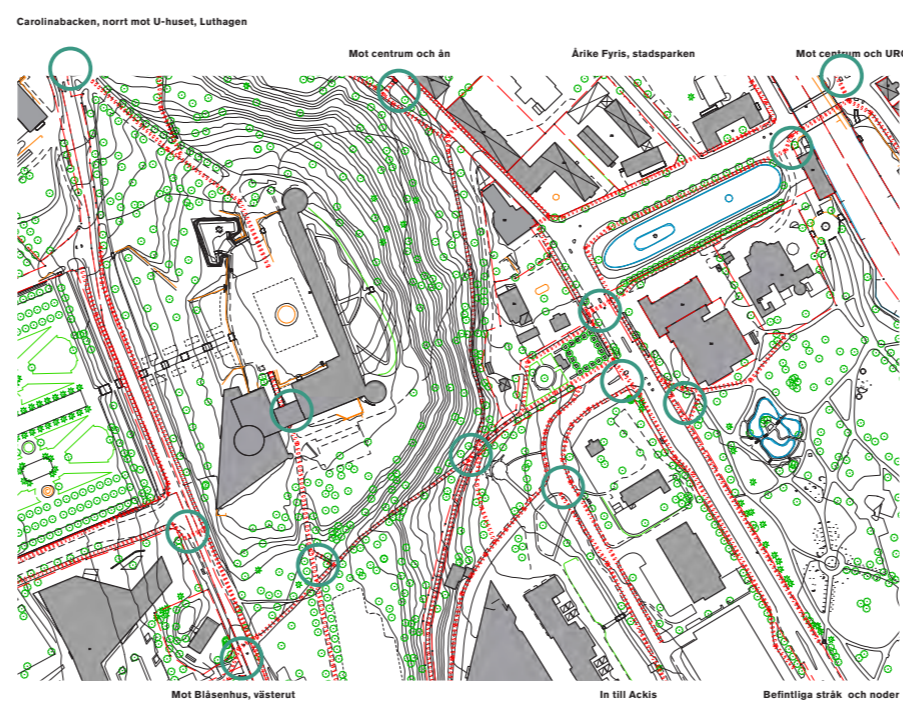 Carolinabacken, norrt mot U-huset, Luthagen
Mot centrum och ån
Årike Fyris, stadsparken
Mot centrum och URC
Mot Blåsenhus, västerut
In till Ackis
Befintliga stråk och noder